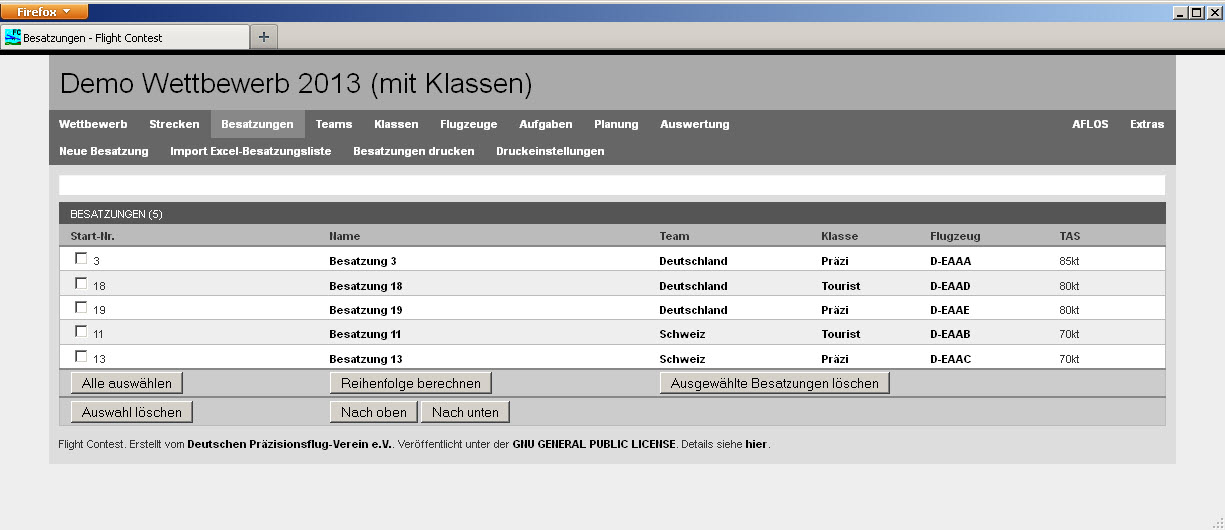 Firefox
Besatzungen - Flight Contest
Demo Wettbewerb 2013 (mit Klassen)
Wettbewerb Strecken Besatzungen Teams Klassen Flugzeuge Aufgaben Planung Auswertung AFLOS Extras
Neue Besatzung Import Excel-Besatzungsliste Besatzungen drucken Druckeinstellungen
BESATZUNGEN (5)
Start-Nr. Name Team Klasse Flugzeug TAS
3 Besatzung 3 Deutschland Präzi D-EAAA 85kt
18 Besatzung 18 Deutschland Tourist D-EAAD 80kt
19 Besatzung 19 Deutschland Präzi D-EAAE 80kt
11 Besatzung 11 Schweiz Tourist D-EAAB 70kt
13 Besatzung 13 Schweiz Präzi D-EAAC 70kt
Alle auswählen Reihenfolge berechnen Ausgewählte Besatzungen löschen
Auswahl löschen Nach oben Nach unten
Flight Contest. Erstellt vom Deutschen Präzisionsflug-Verein e.V.. Veröffentlicht unter der GNU GENERAL PUBLIC LICENSE. Details siehe hier.